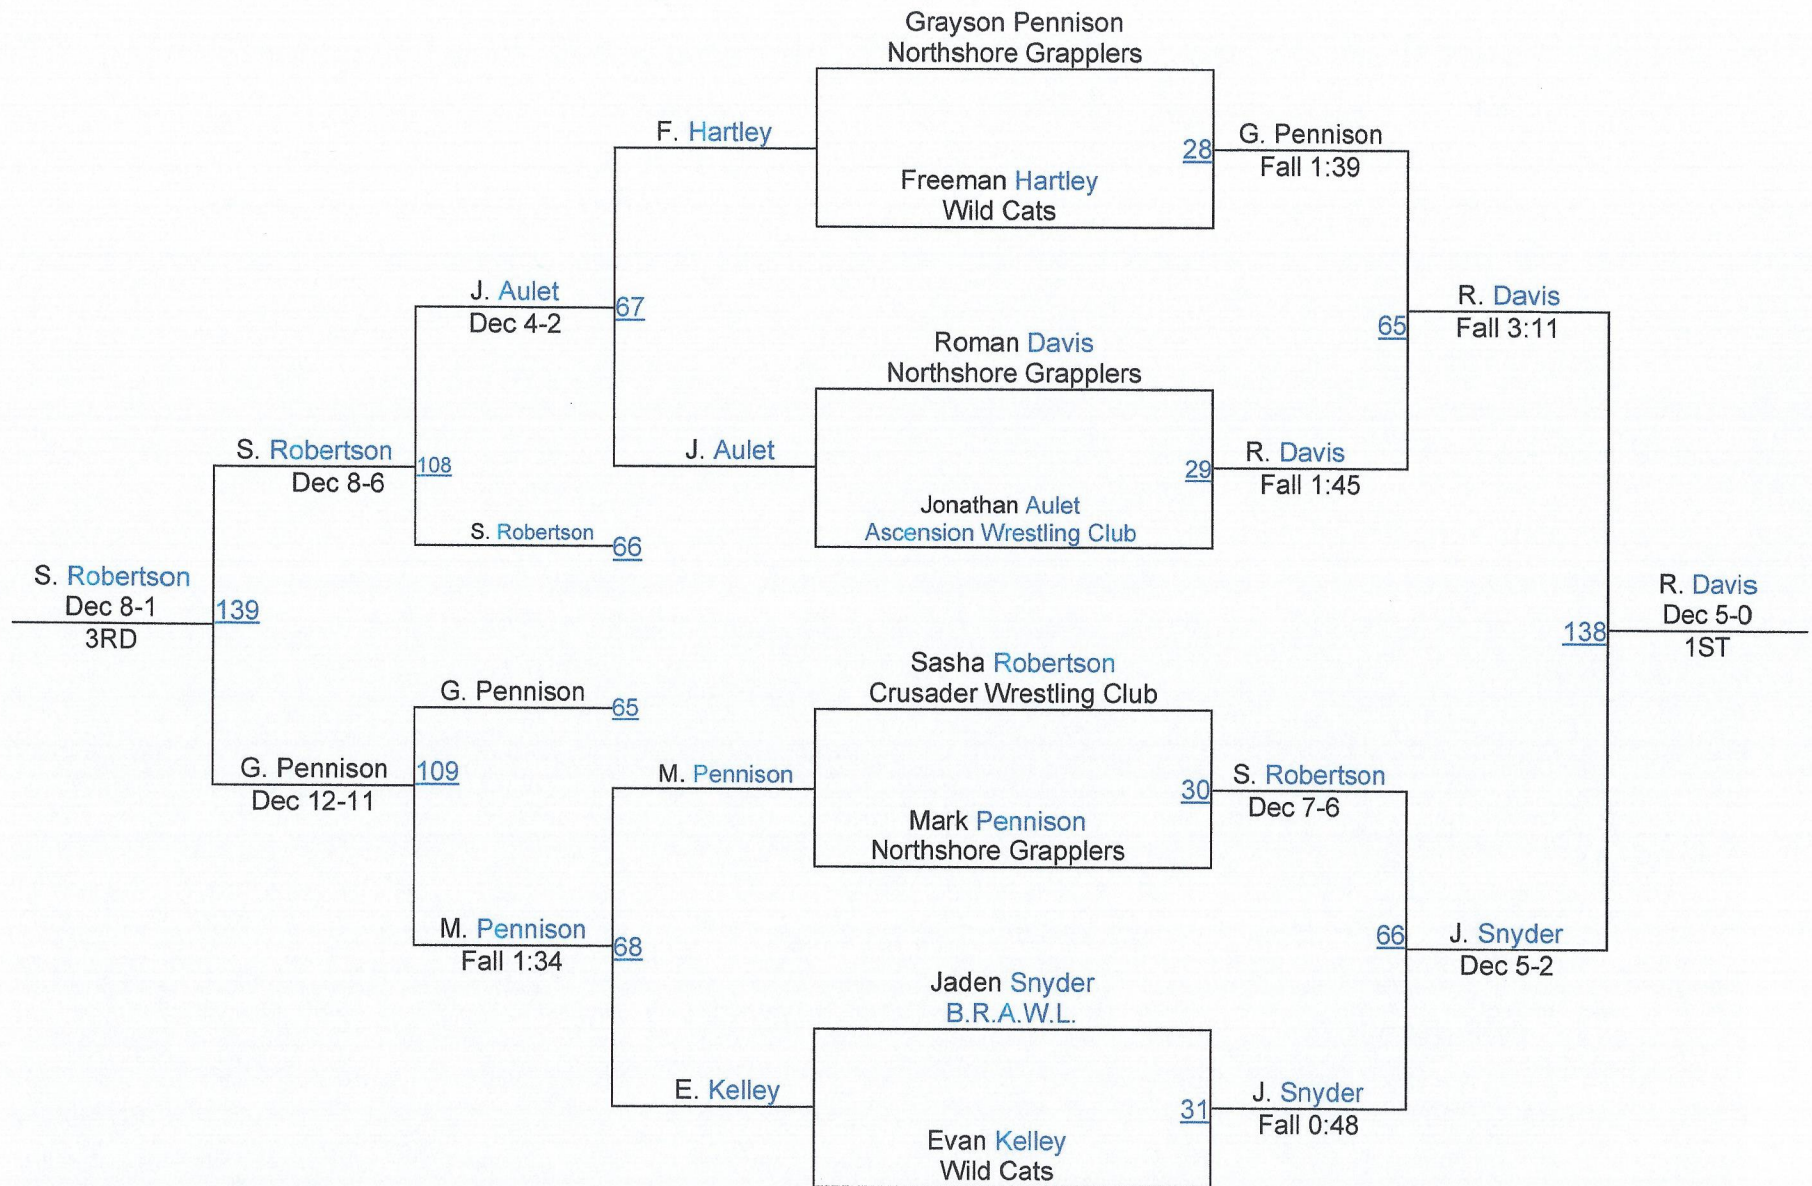 Grayson Pennison
Northshore Grapplers
F. Hartley
28
G. Pennison
Fall 1:39
Freeman Hartley
Wild Cats
J. Aulet
Dec 4-2
67
R. Davis
Fall 3:11
65
Roman Davis
Northshore Grapplers
S. Robertson
Dec 8-6
108
J. Aulet
29
R. Davis
Fall 1:45
Jonathan Aulet
Ascension Wrestling Club
S. Robertson
66
S. Robertson
Dec 8-1
3RD
139
R. Davis
Dec 5-0
1ST
138
Sasha Robertson
Crusader Wrestling Club
G. Pennison
65
G. Pennison
Dec 12-11
109
M. Pennison
30
S. Robertson
Dec 7-6
Mark Pennison
Northshore Grapplers
M. Pennison
Fall 1:34
68
66
J. Snyder
Dec 5-2
Jaden Snyder
B.R.A.W.L.
E. Kelley
31
J. Snyder
Fall 0:48
Evan Kelley
Wild Cats